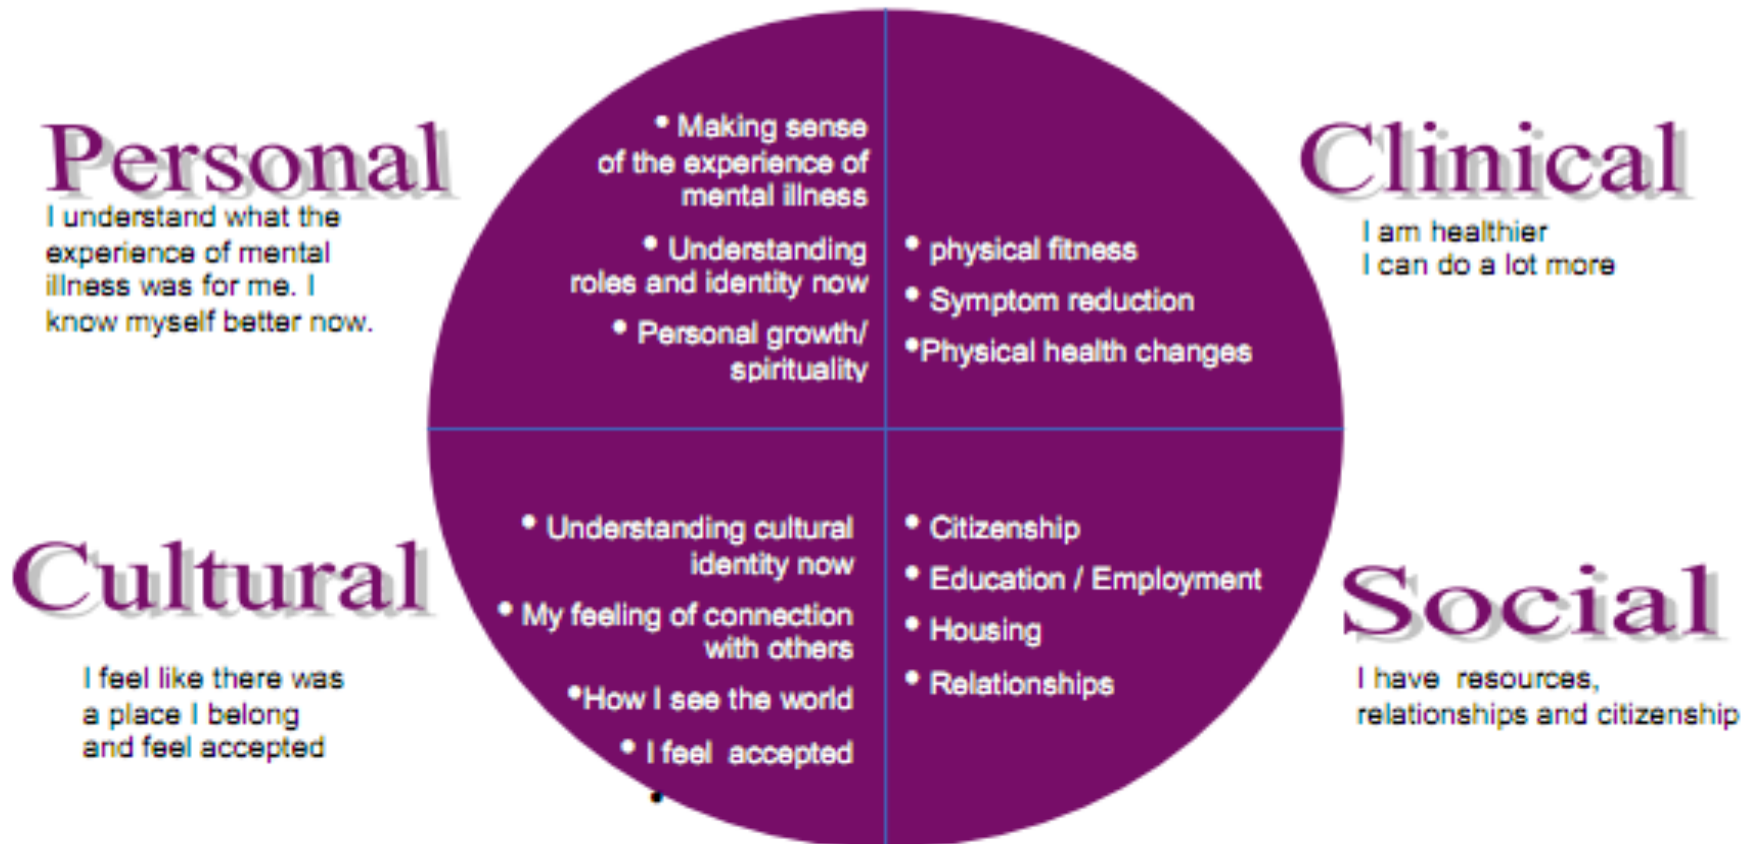 Personal
I understand what the
experience of mental
illness was for me. I
know myself better now.
• Making sense
of the experience of
mental illness
• Understanding
roles and identity now
• Personal growth/
spirituality
Clinical
I am healthier
I can do a lot more
• physical fitness
• Symptom reduction
•Physical health changes
Cultural
I feel like there was
a place I belong
and feel accepted
• Understanding cultural
identity now
• My feeling of connection
with others
•How I see the world
• I feel  accepted
•
Social
I have  resources,
relationships and citizenship
• Citizenship
• Education / Employment
• Housing
• Relationships